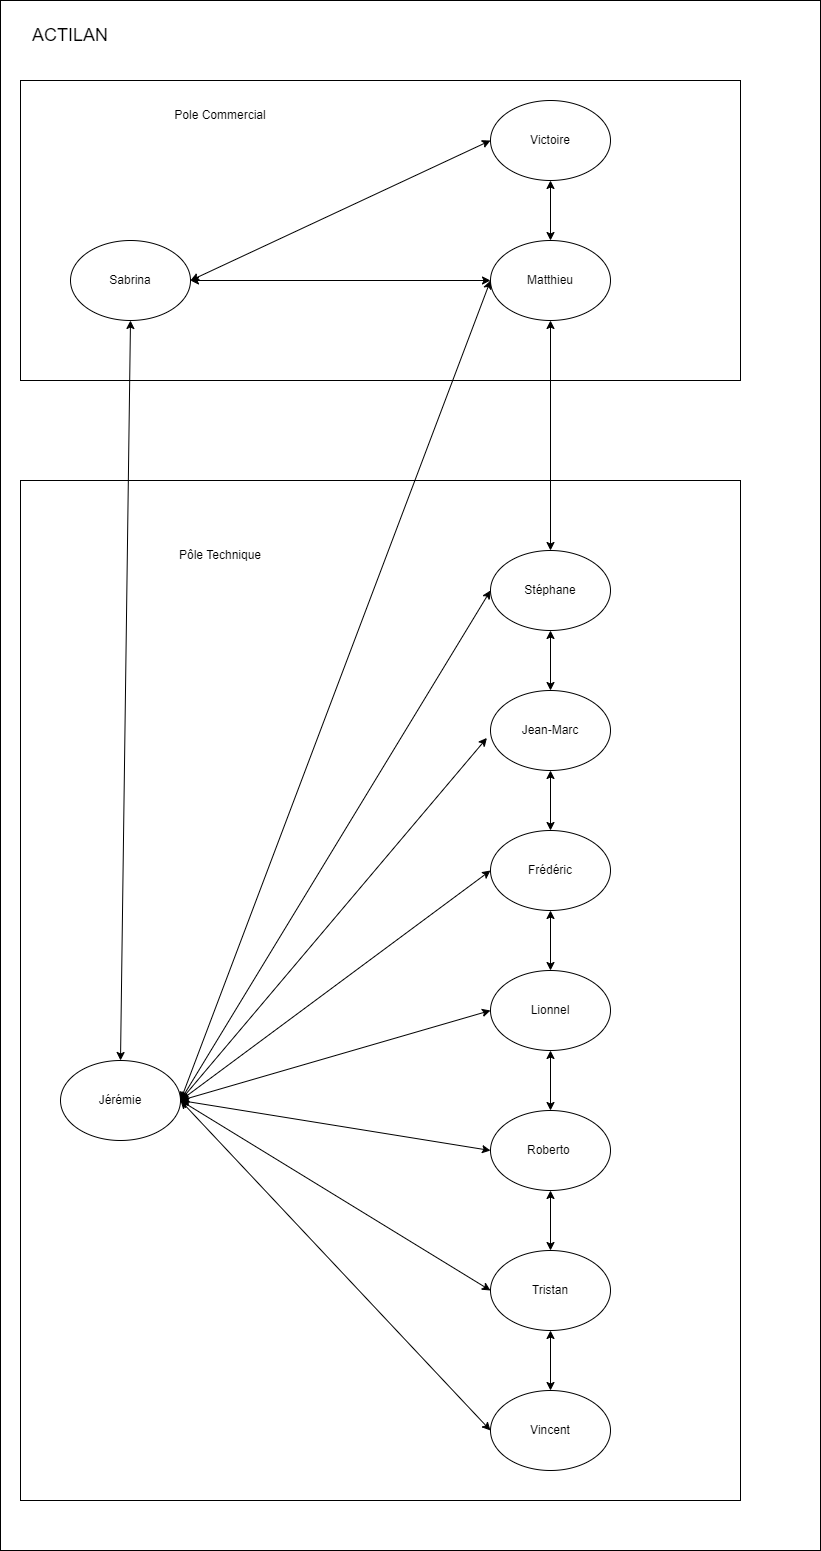 ACTILAN
Pole Commercial
Victoire
Sabrina
Matthieu
Pôle Technique
Stéphane
Jean-Marc
Frédéric
Lionnel
Jérémie
Roberto
Tristan
Vincent